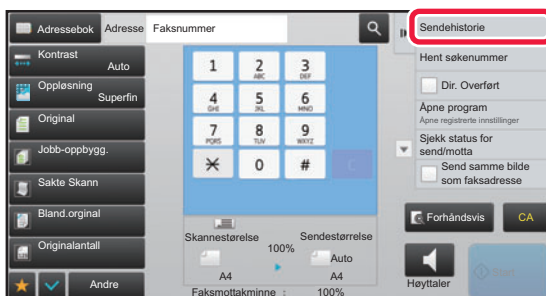 Adressebok
Adresse
Faksnummer
Sendehistorie
Kontrast
Auto
Oppløsning
Superfin
Original
Jobb-oppbygg.
Sakte Skann
Bland.orginal
Originalantall
Andre
1
2
ABC
3
DEF
4
GHI
5
JKL
6
MNO
7
PQRS
8
TUV
9
WXYZ
0
#
C
Skannestørelse
100%
Sendestørrelse
Auto
A4
A4
Faksmottakminne : 100%
Hent søkenummer
Dir. Overført
Åpne program
Åpne registrerte innstillinger
Sjekk status for
send/motta
Send samme bilde
som faksadresse
Forhåndsvis
CA
Høyttaler
Start